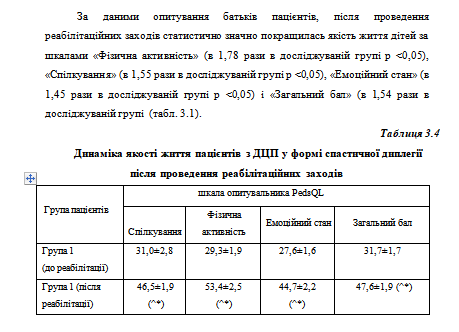 За даними опитування батьків пацієнтів, після проведення
реабілітаційних заходів статистично значно покращилась якість життя дітей за
шкалами «Фізична активність» (в 1,78 рази в досліджуваній групі р <0,05),
«Спілкування» (в 1,55 рази в досліджуваній групі р <0,05), «Емоційний стан» (в
1,45 рази в досліджуваній групі р <0,05) і «Загальний бал» (в 1,54 рази в
досліджуваній групі (табл. 3.1).
Таблиця 3.4
Динаміка якості життя пацієнтів з ДЦП у формі спастичної диплегії
після проведення реабілітаційних заходів
Група пацієнтів
шкала опитувальника PedsQL
Спілкування
Фізична
активність
Емоційний стан
Загальний бал
Група 1
(до реабілітації)
31,0±2,8
29,3±1,9
27,6±1,6
31,7±1,7
Група 1 (після
реабілітації)
46,5±1,9
(^*)
53,4±2,5
(^*)
44,7±2,2
(^*)
47,6±1,9 (^*)